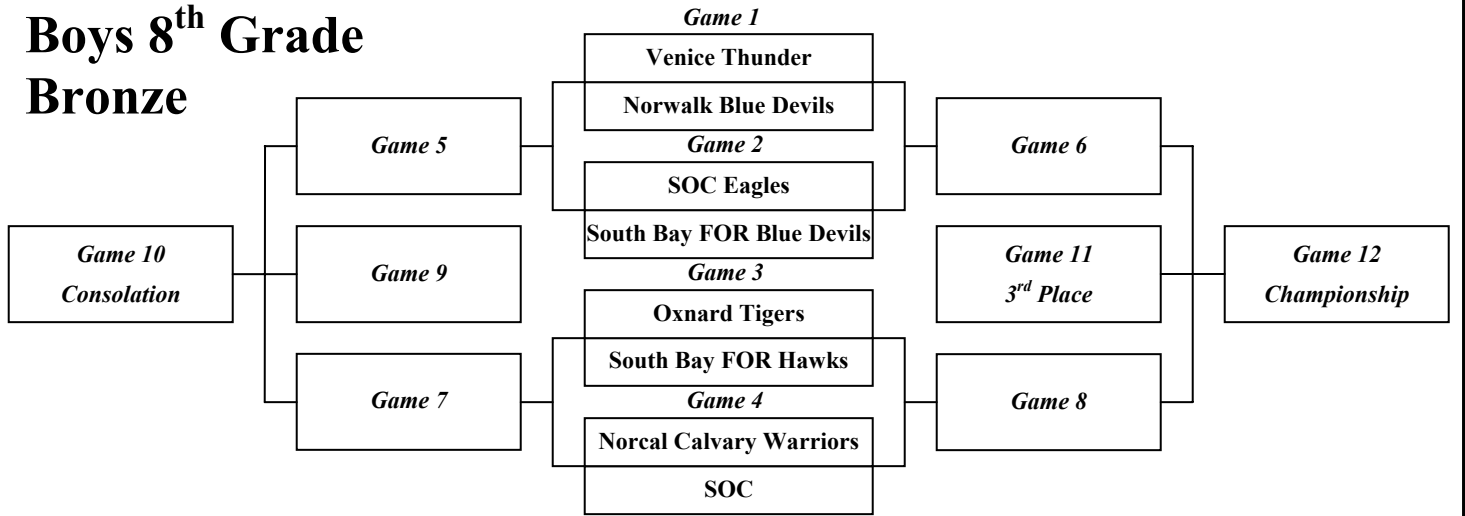 Boys 8th Grade
Bronze
Game 1
Venice Thunder
Norwalk Blue Devils
Game 5
Game 2
Game 6
SOC Eagles
South Bay FOR Blue Devils
Game 10
Consolation
Game 9
Game 3
Game 11
3rd Place
Game 12
Championship
Oxnard Tigers
South Bay FOR Hawks
Game 7
Game 4
Game 8
Norcal Calvary Warriors
SOC